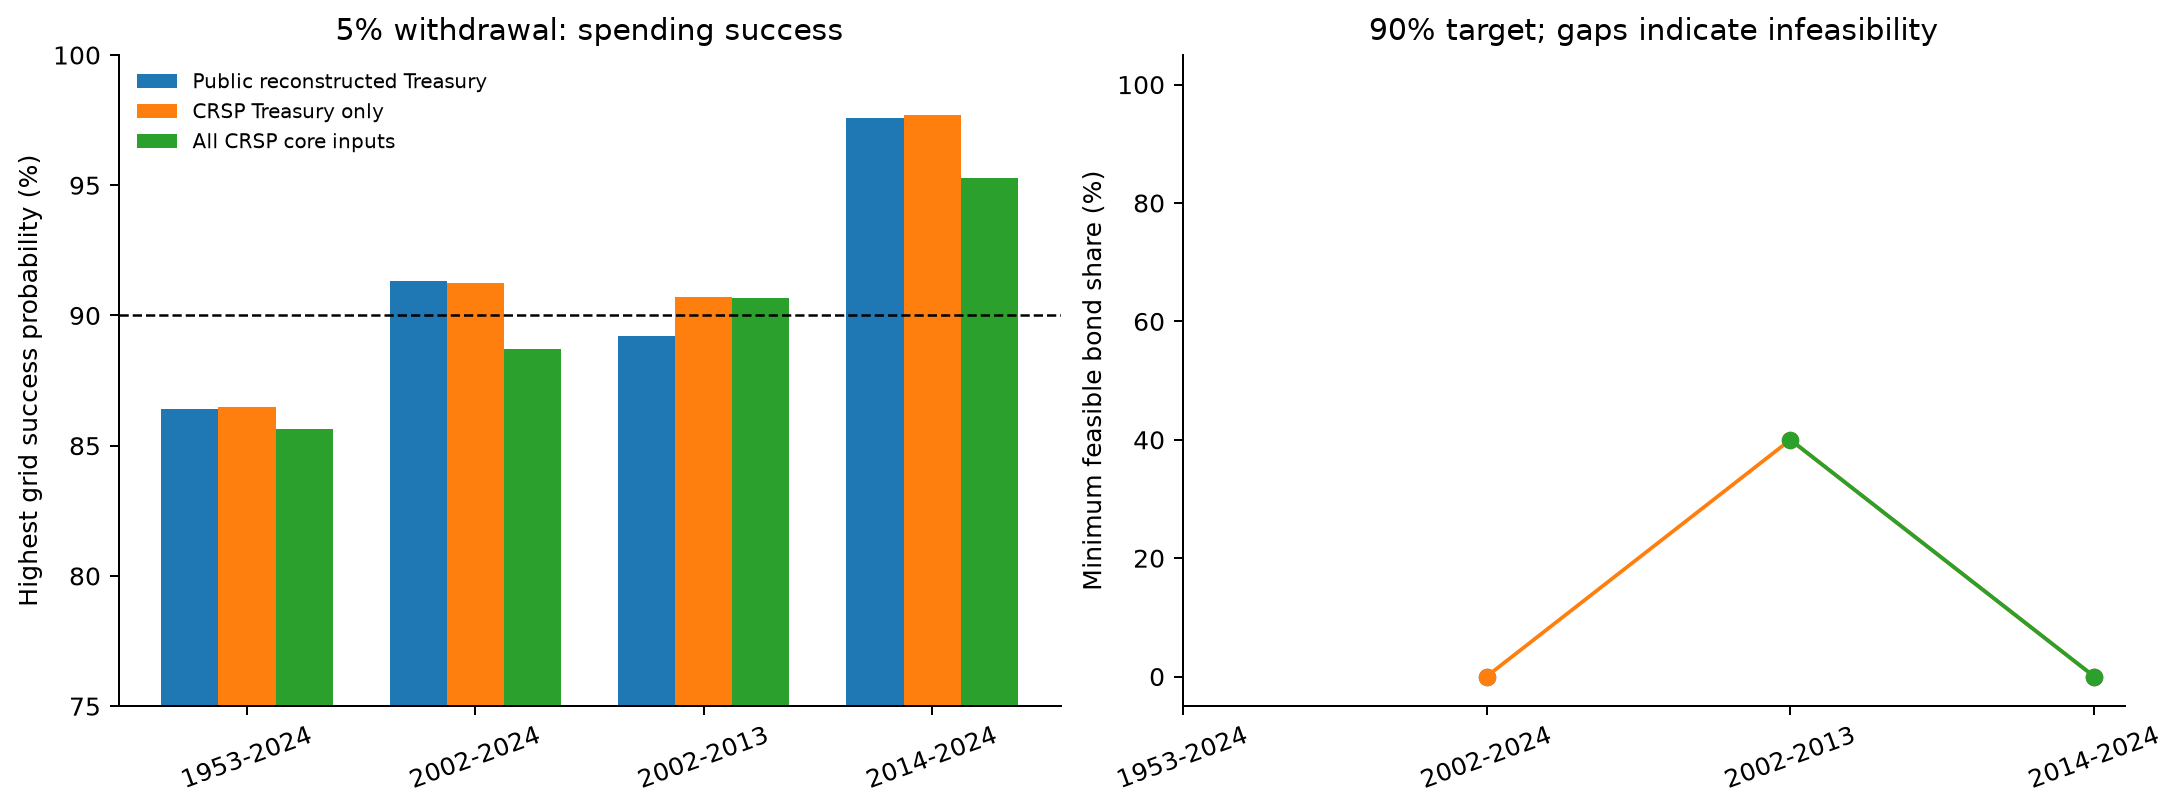 5% withdrawal: spending success
Highest grid success probability (%)
100
95
90
85
80
75
Public reconstructed Treasury
CRSP Treasury only
All CRSP core inputs
1953-2024
2002-2024
2002-2013
2014-2024
90% target; gaps indicate infeasibility
Minimum feasible bond share (%)
100
80
60
40
20
0
1953-2024
2002-2024
2002-2013
2014-2024